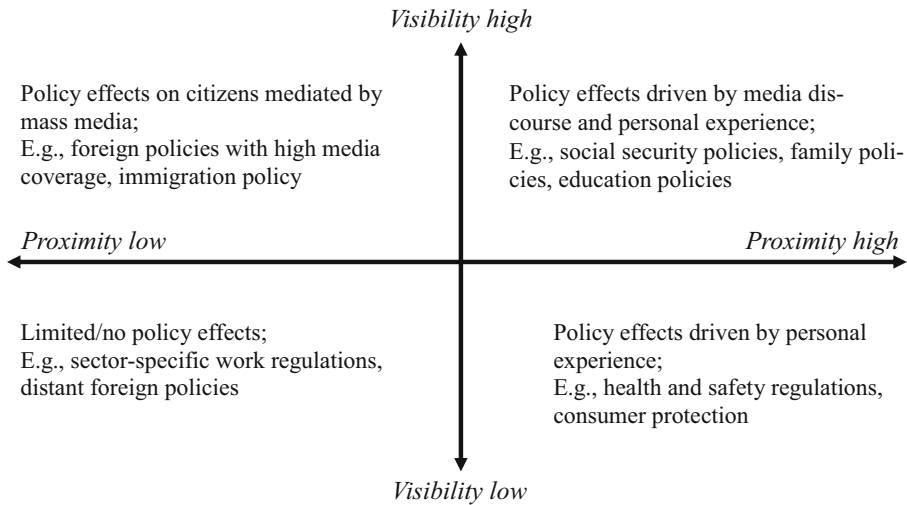 Visibility high
Policy effects on citizens mediated by
mass media;
E.g., foreign policies with high media
coverage, immigration policy
Policy effects driven by media dis-
course and personal experience;
E.g., social security policies, family poli-
cies, education policies
Proximity low
Proximity high
Limited/no policy effects;
E.g., sector-specific work regulations,
distant foreign policies
Policy effects driven by personal
experience;
E.g., health and safety regulations,
consumer protection
Visibility low